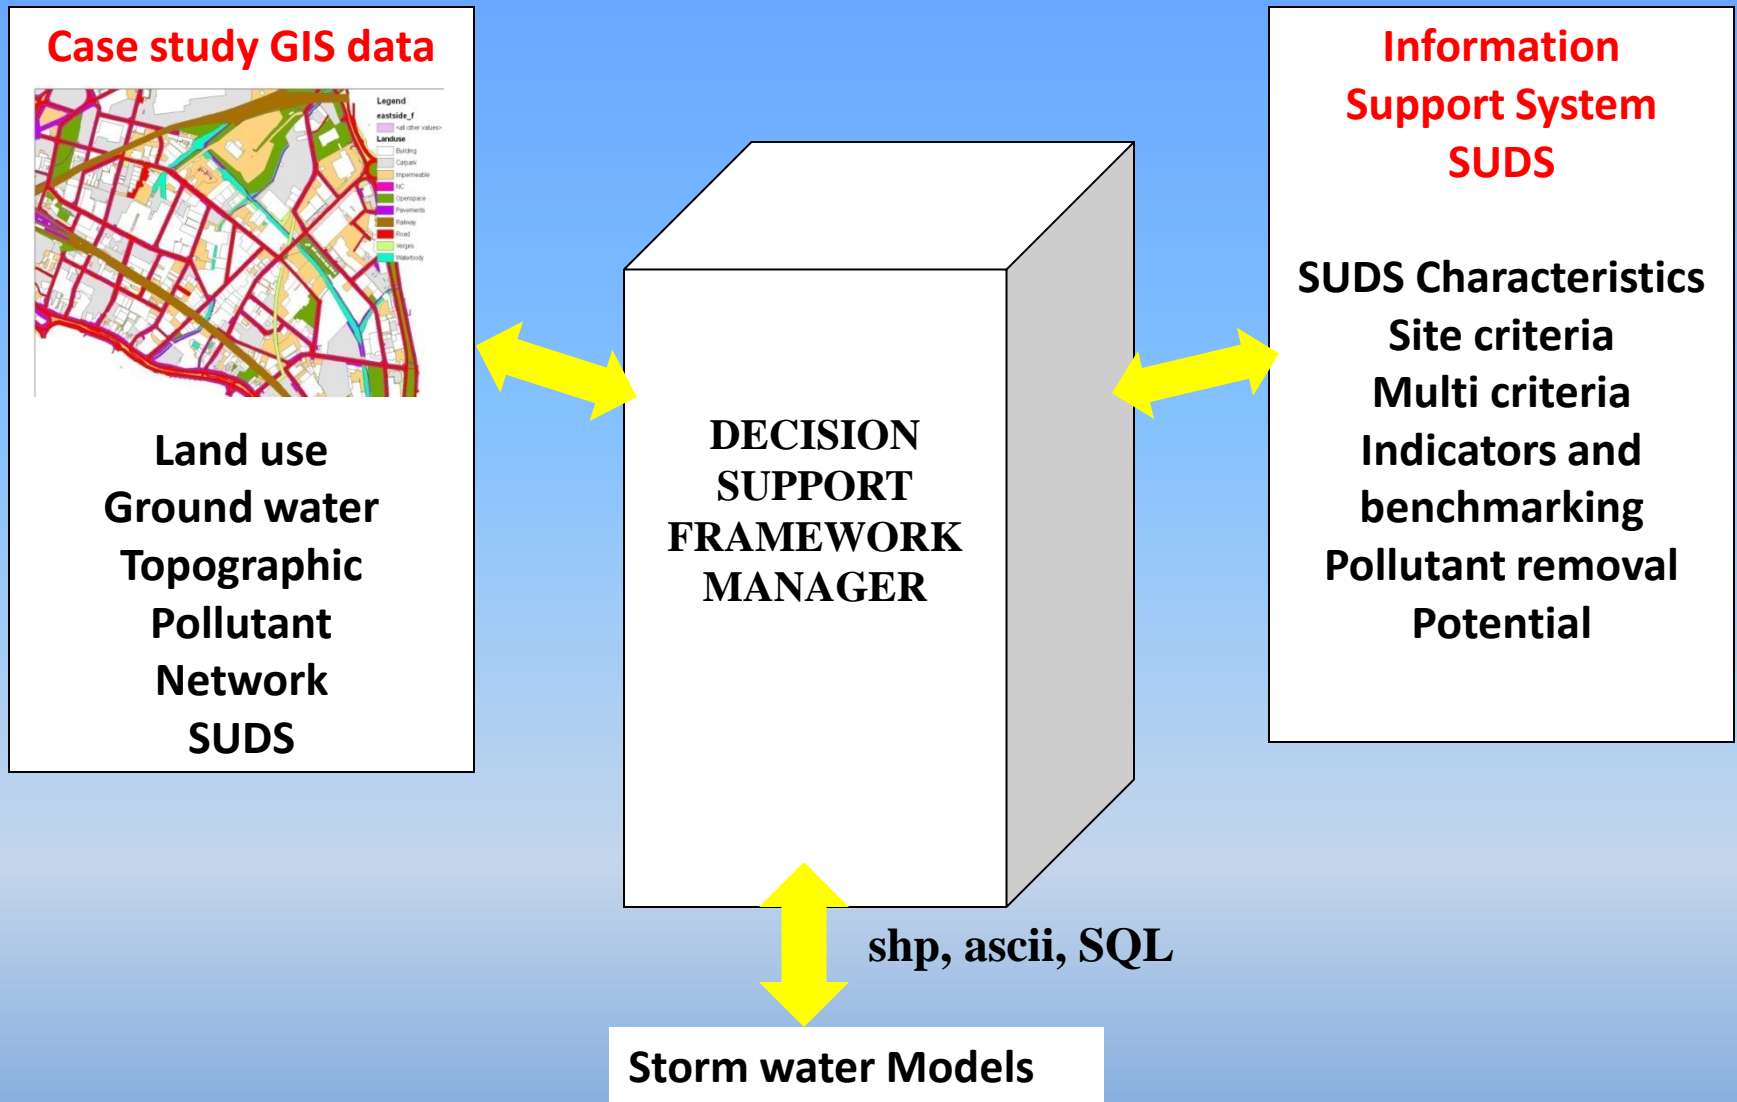 Case study GIS data
Legend
eastside_f
<all other values>
Landuse
Building
Carpark
Impermeable
NC
Openspace
Pavements
Railway
Road
Verges
Waterbody
Land use
Ground water
Topographic
Pollutant
Network
SUDS
DECISION
SUPPORT
FRAMEWORK
MANAGER
shp, ascii, SQL
Storm water Models
Information
Support System
SUDS
SUDS Characteristics
Site criteria
Multi criteria
Indicators and
benchmarking
Pollutant removal
Potential